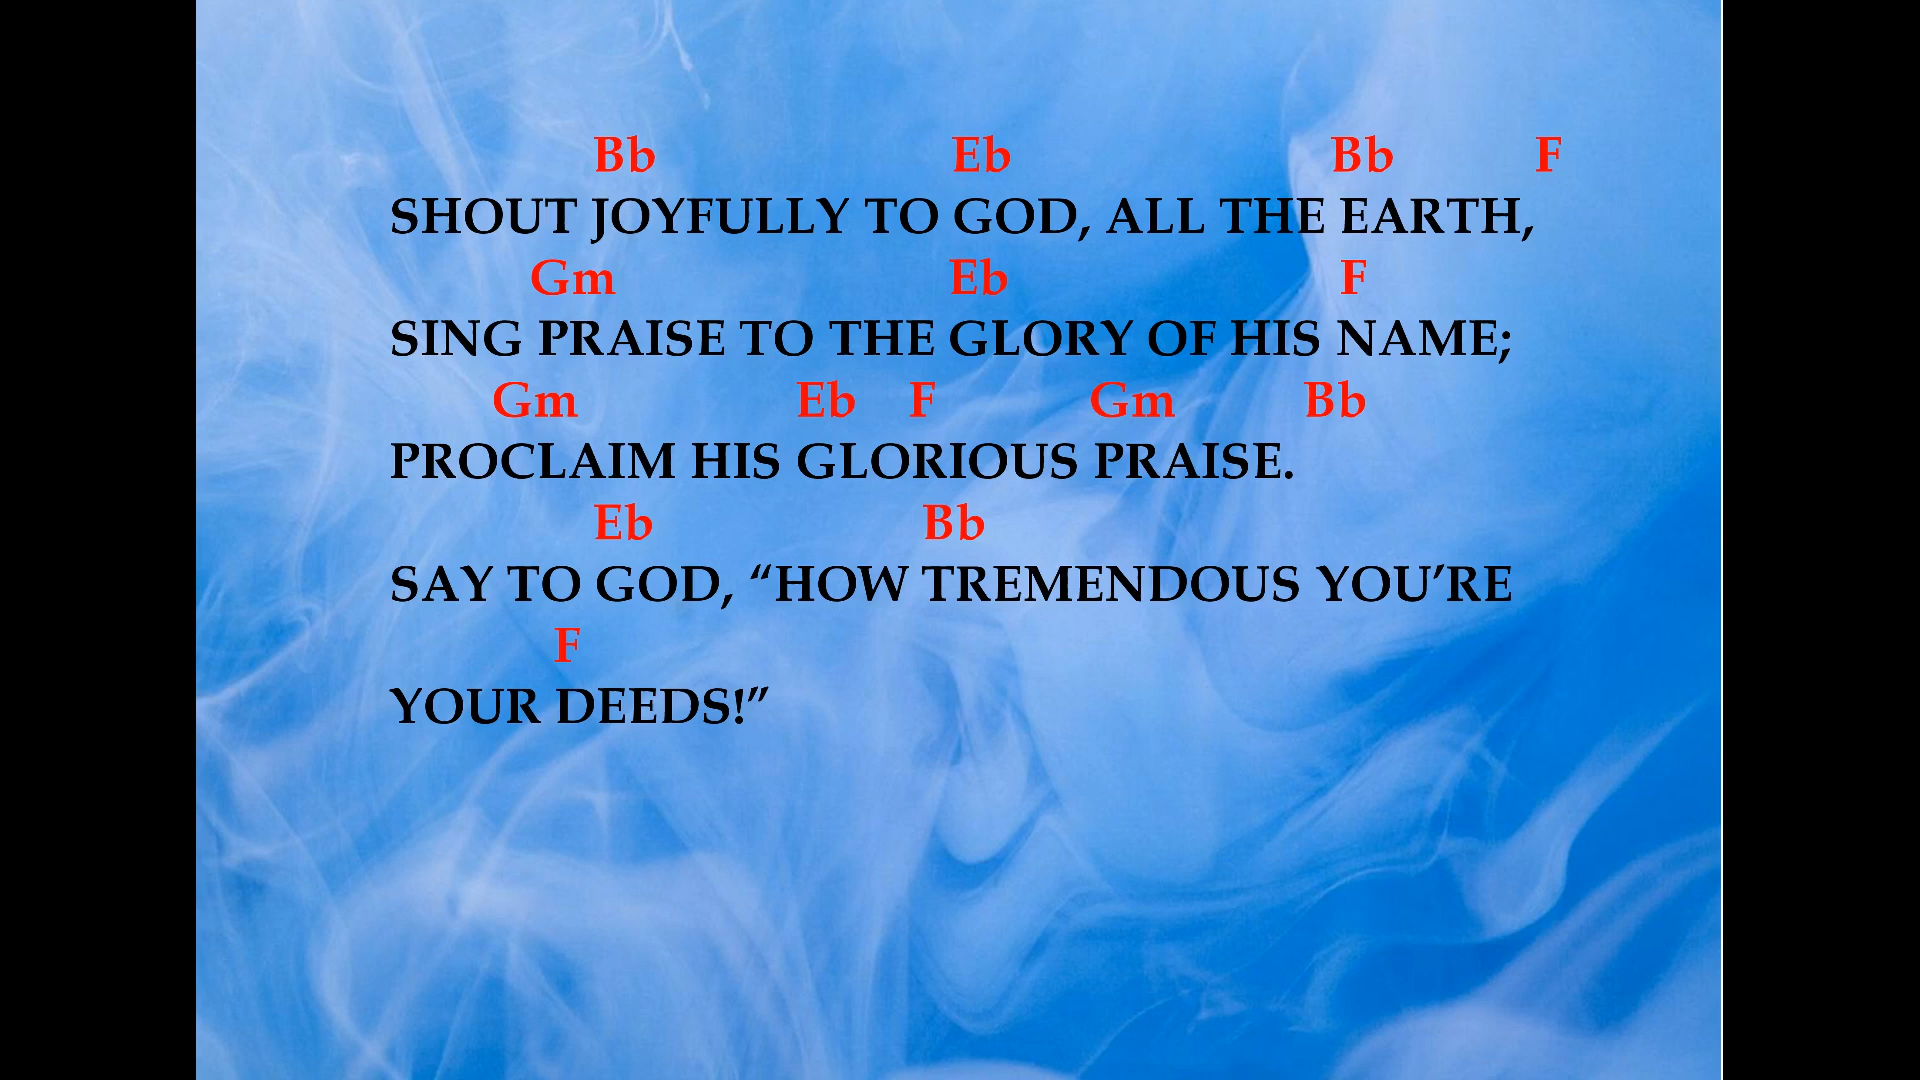 Bb Eb Bb F
SHOUT JOYFULLY TO GOD, ALL THE EARTH,
Gm Eb F
SING PRAISE TO THE GLORY OF HIS NAME;
Gm Eb F Gm Bb
PROCLAIM HIS GLORIOUS PRAISE.
Eb Bb
SAY TO GOD, “HOW TREMENDOUS YOU’RE
F
YOUR DEEDS!”